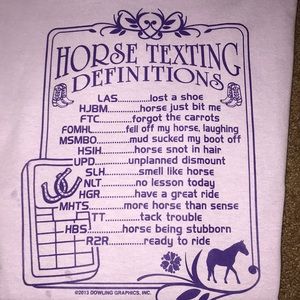 HORSE TEXTING
DEFINITIONS
LAS.............lost a shoe
HJBM............horse just bit me
FTC............forgot the carrots
FOMHL............fell off my horse, laughing
MSMBO............mud sucked my boot off
HSIH............horse snot in hair
UPD............unplanned dismount
SLH............smell like horse
NLT............no lesson today
HGR............have a great ride
MHTS............more horse than sense
TT............tack trouble
HBS............horse being stubborn
R2R............ready to ride
©2013 DOWLING GRAPHICS, INC.